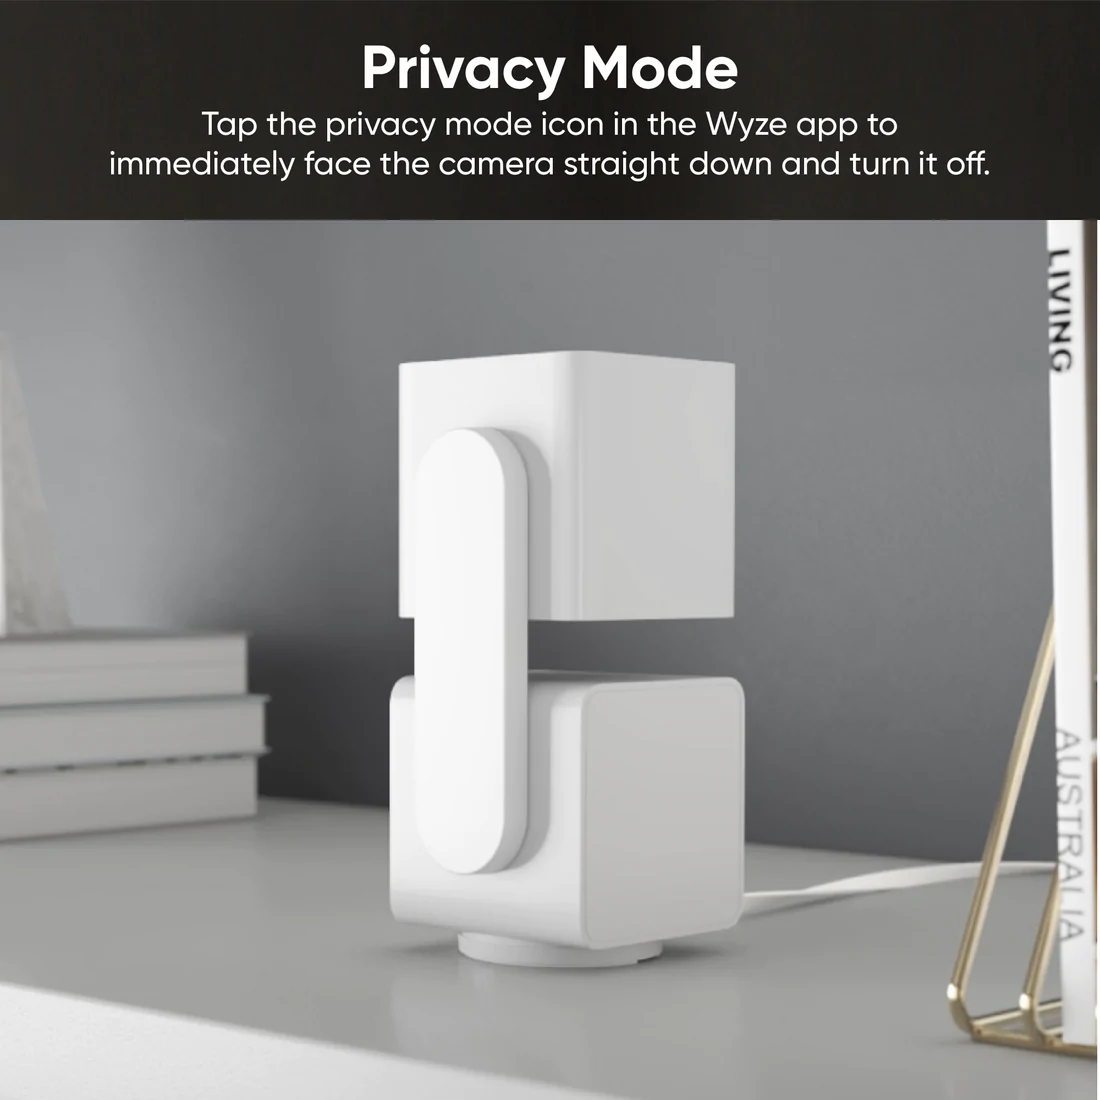 Privacy Mode
Tap the privacy mode icon in the Wyze app to
immediately face the camera straight down and turn it off.
LIVING
AUSTRALIA